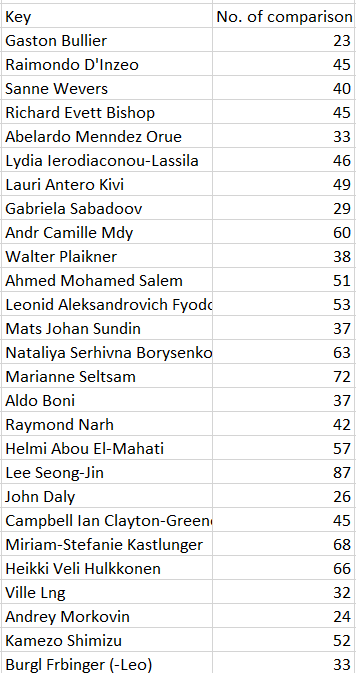 Key No. of comparison
Gaston Bullier 23
Raimondo D'Inzeo 45
Sanne Wevers 40
Richard Evett Bishop 45
Abelardo Menndez Orue 33
Lydia Ierodiaconou-Lassila 46
Lauri Antero Kivi 49
Gabriela Sabadoov 29
Andr Camille Mdy 60
Walter Plaikner 38
Ahmed Mohamed Salem 51
Leonid Aleksandrovich Fyodo 53
Mats Johan Sundin 37
Nataliya Serhivna Borysenko 63
Marianne Seltsam 72
Aldo Boni 37
Raymond Narh 42
Helmi Abou El-Mahati 57
Lee Seong-Jin 87
John Daly 26
Campbell Ian Clayton-Greene 45
Miriam-Stefanie Kastlunger 68
Heikki Veli Hulkkonen 66
Ville Lng 32
Andrey Morkovin 24
Kamezo Shimizu 52
Burgl Frbinger (-Leo) 33